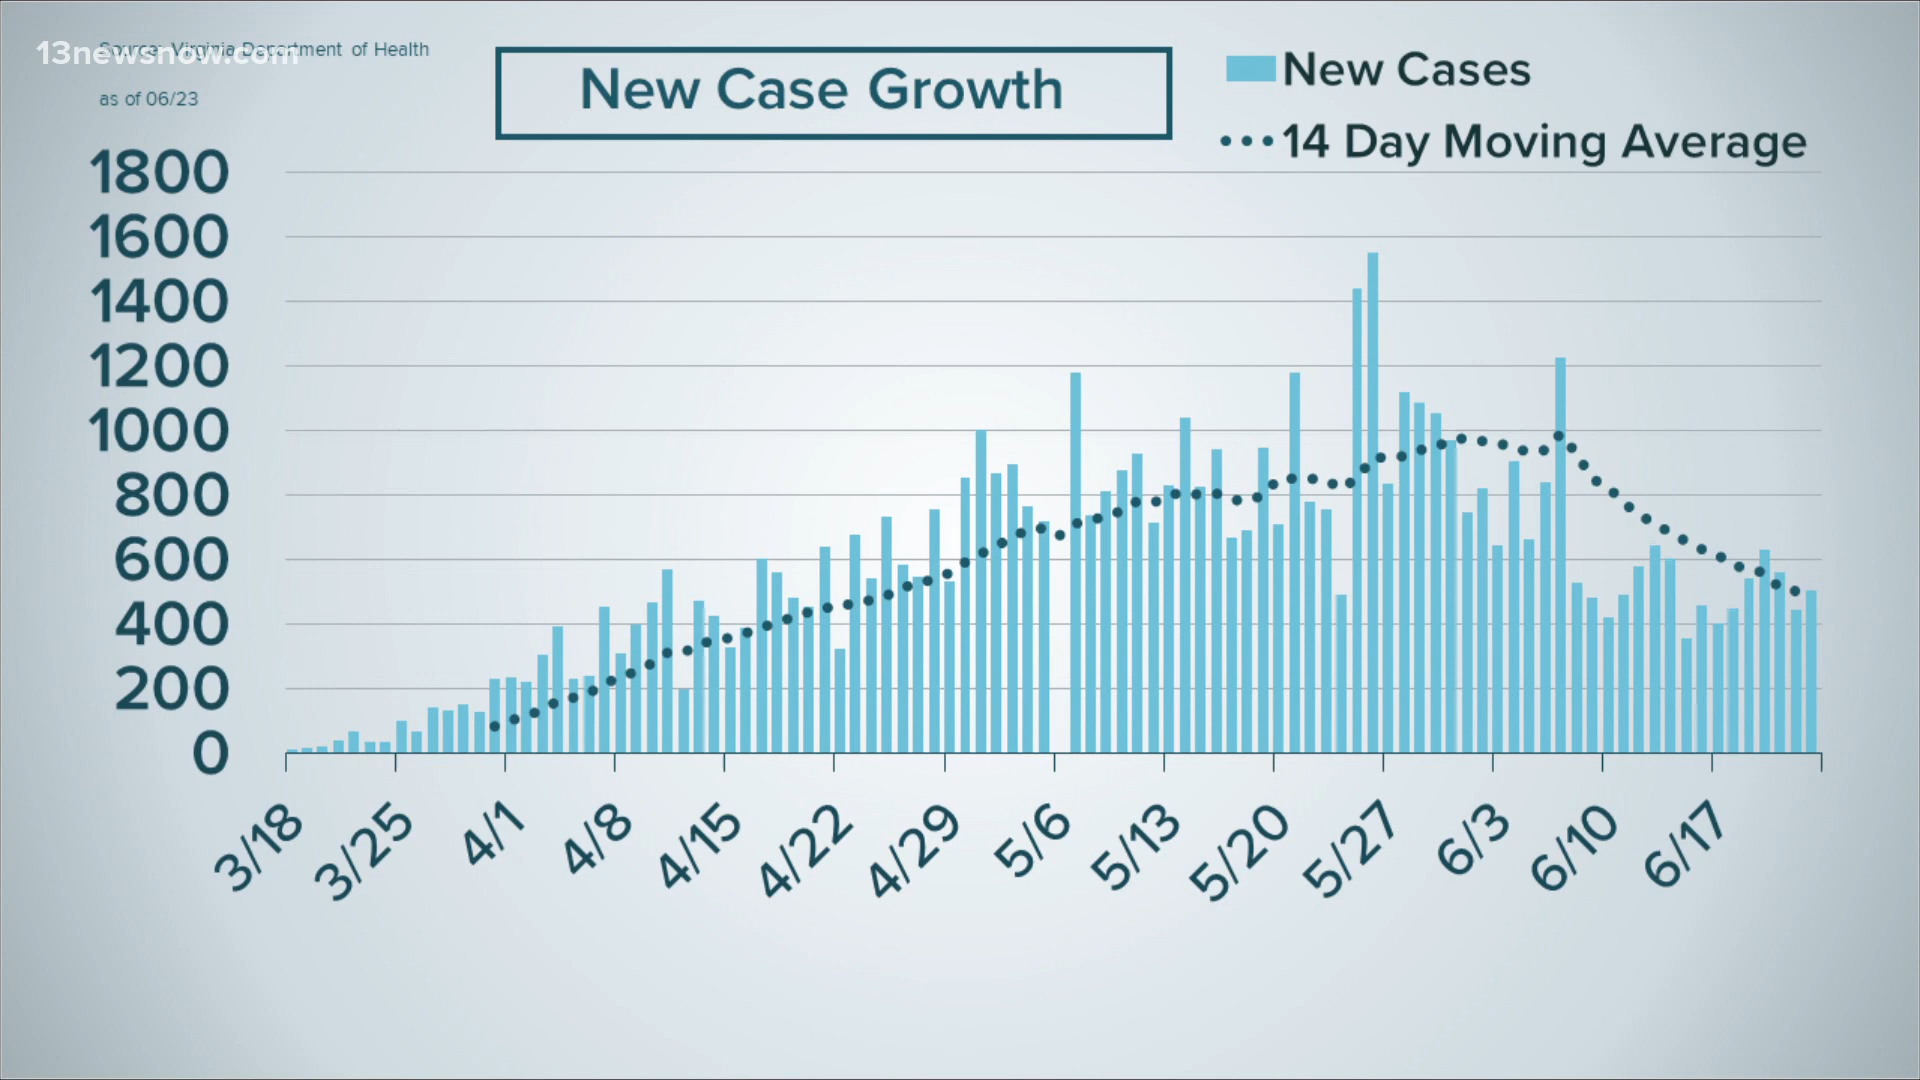 13newsnow.com
Source: Virginia Department of Health
as of 06/23
New Case Growth
New Cases
14 Day Moving Average
1800
1600
1400
1200
1000
800
600
400
200
0
3/18 3/25 4/1 4/8 4/15 4/22 4/29 5/6 5/13 5/20 5/27 6/3 6/10 6/17